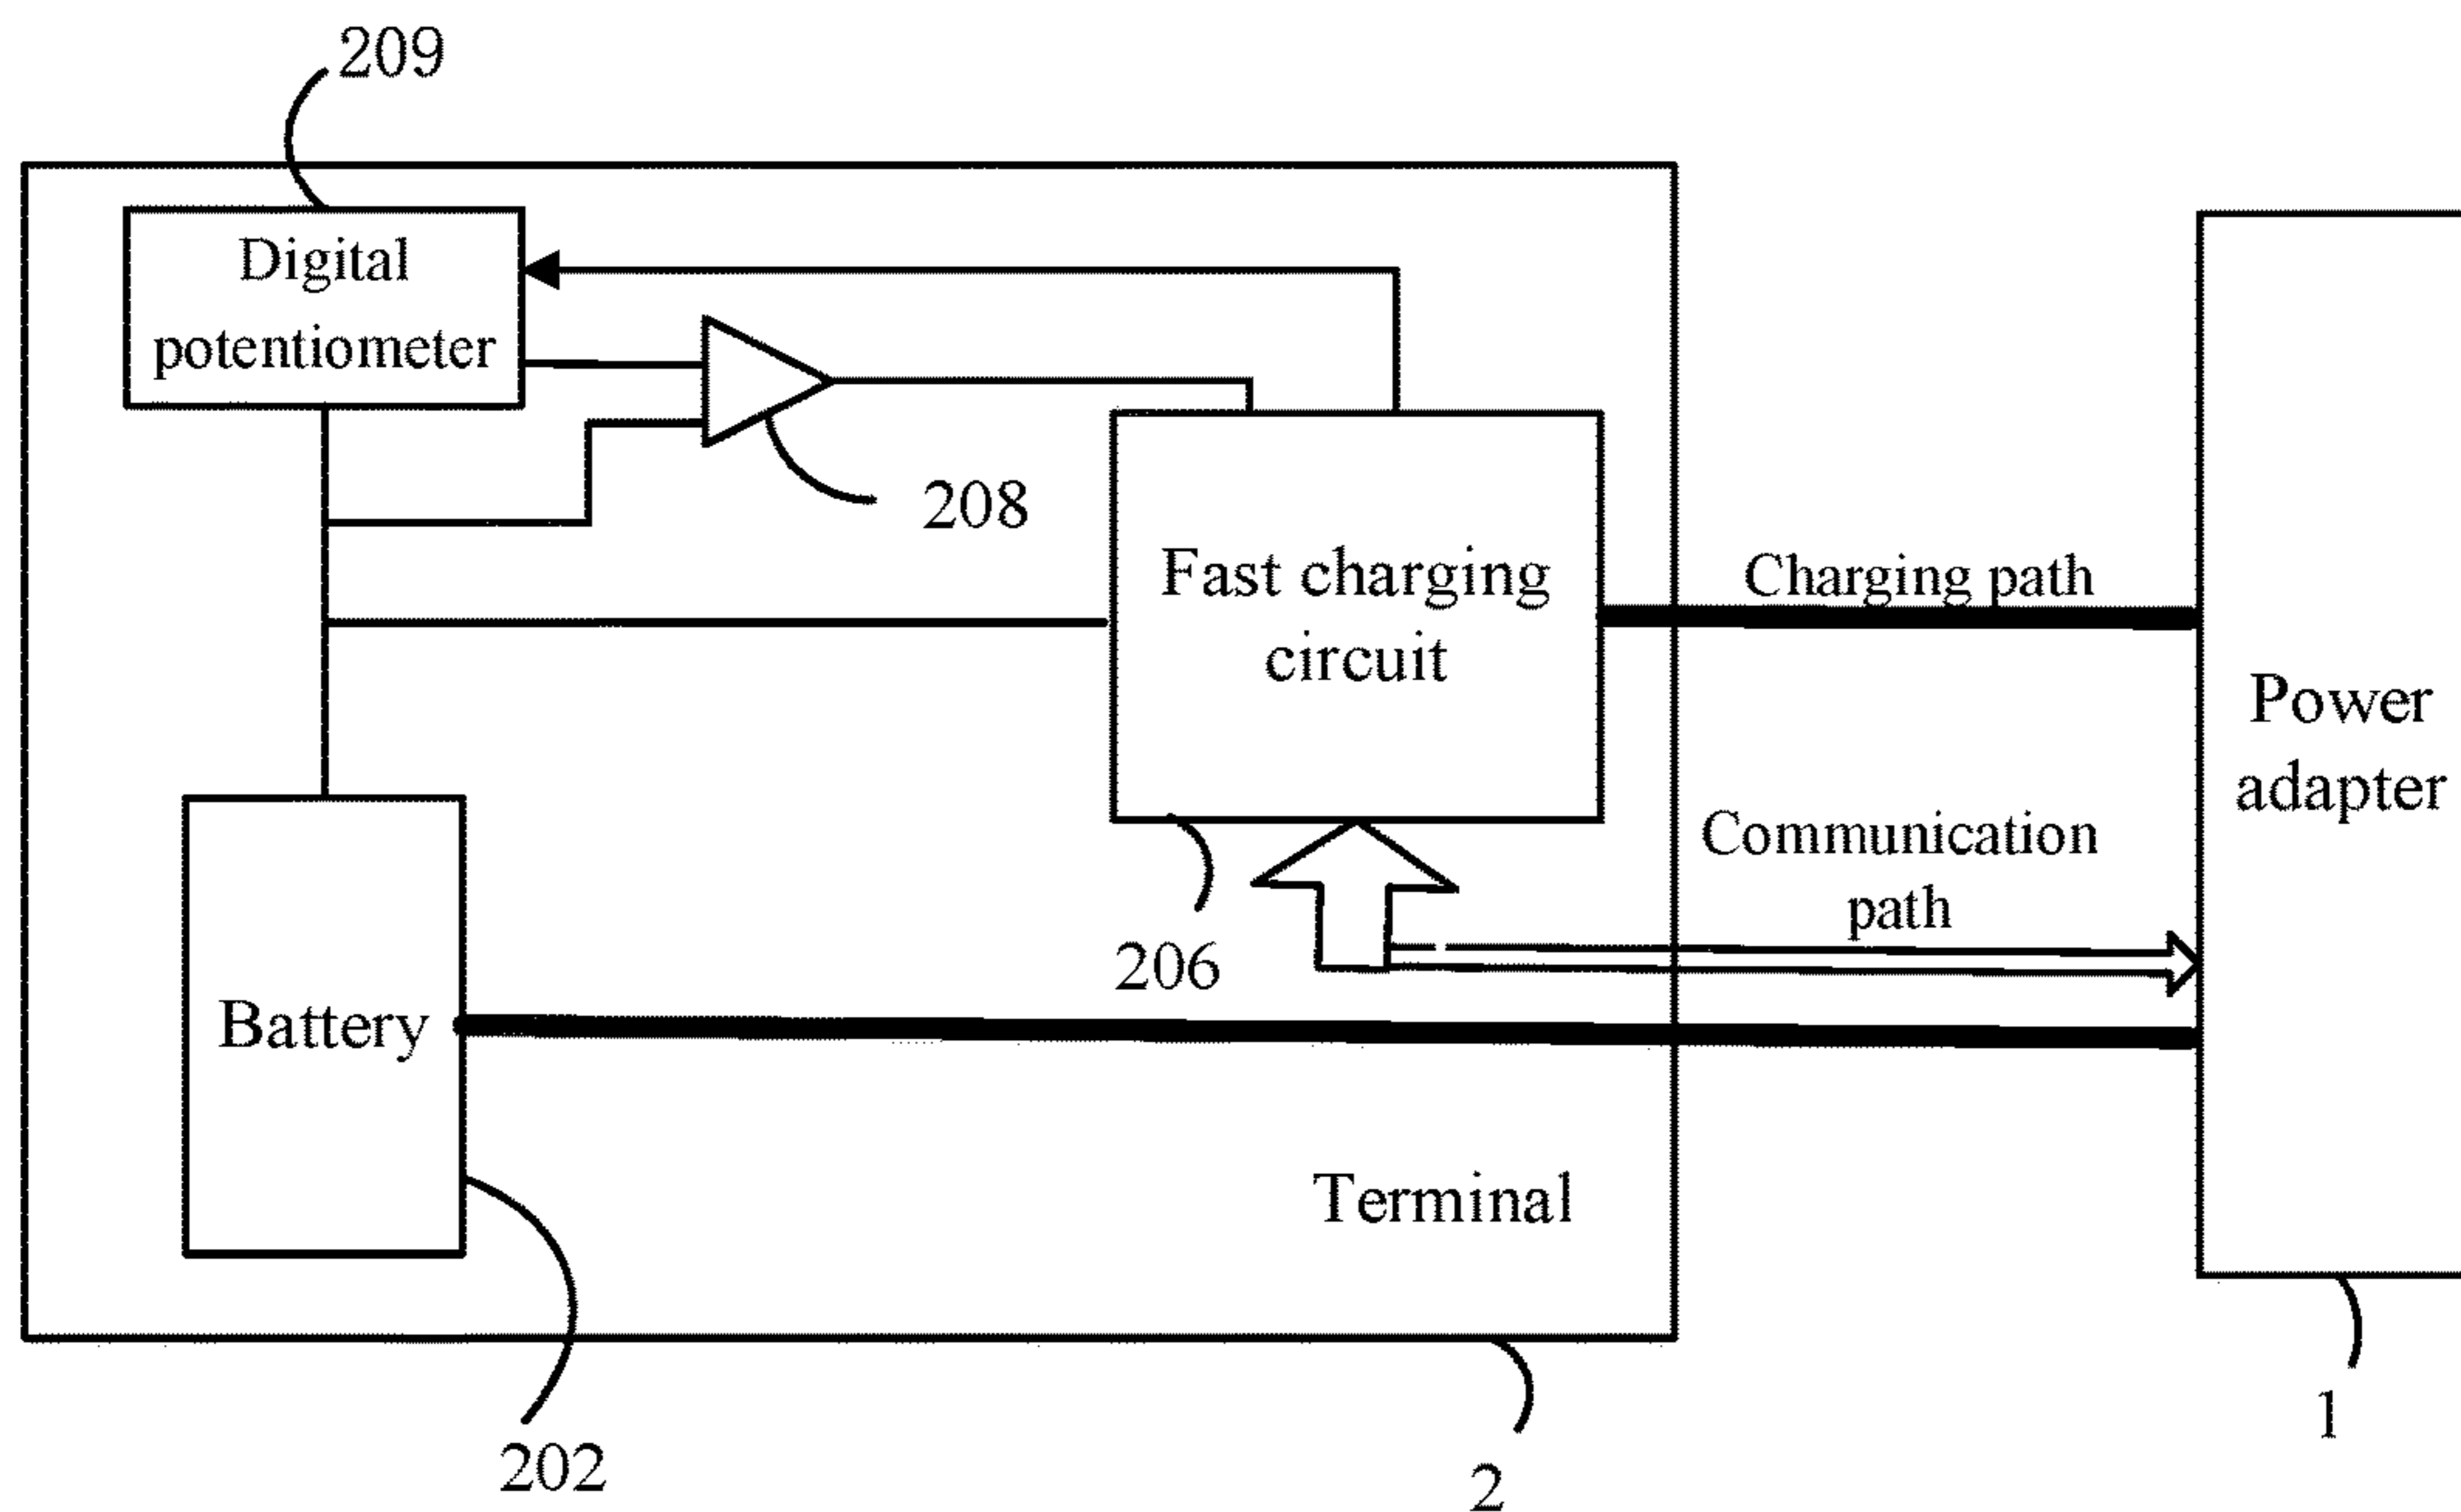 209
Digital
potentiometer
208
Fast charging
circuit
Charging path
Power
adapter
Communication
path
206
Battery
Terminal
202
2
1